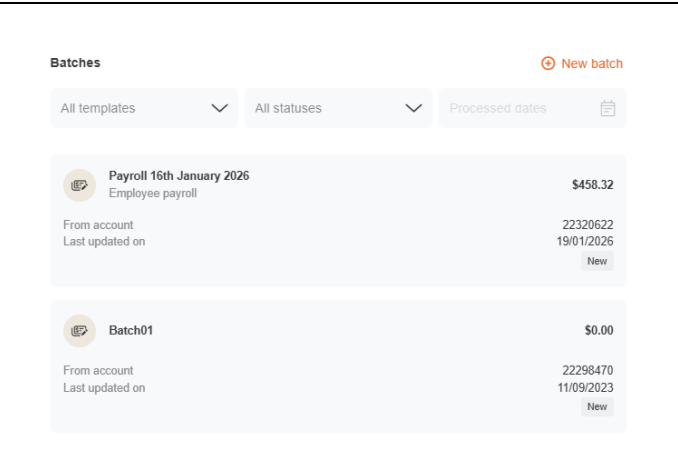 Batches
New batch
All templates
All statuses
Processed dates
Payroll 16th January 2026
Employee payroll
$458.32
From account
22320622
Last updated on
19/01/2026
New
Batch01
$0.00
From account
22298470
Last updated on
11/09/2023
New